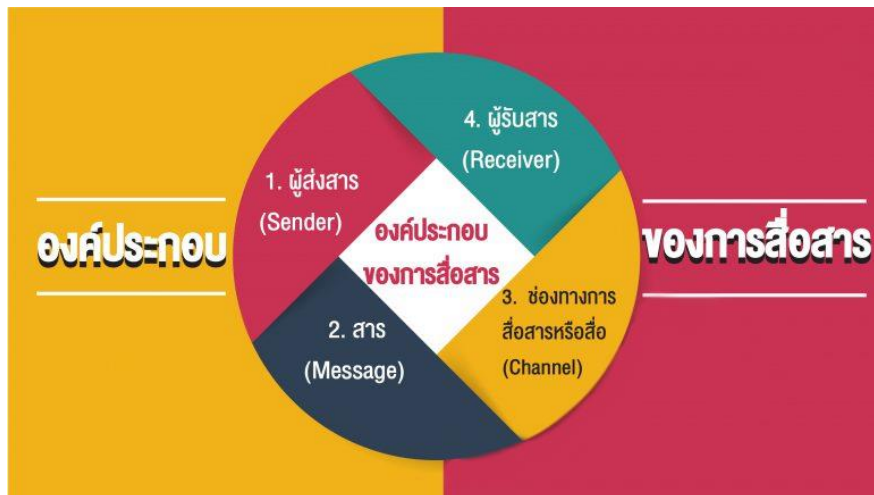 องค์ประกอบ
ของการสื่อสาร
1. ผู้ส่งสาร
(Sender)
2. สาร
(Message)
3. ช่องทางการ
สื่อสารหรือสื่อ
(Channel)
4. ผู้รับสาร
(Receiver)
องค์ประกอบ
ของการสื่อสาร